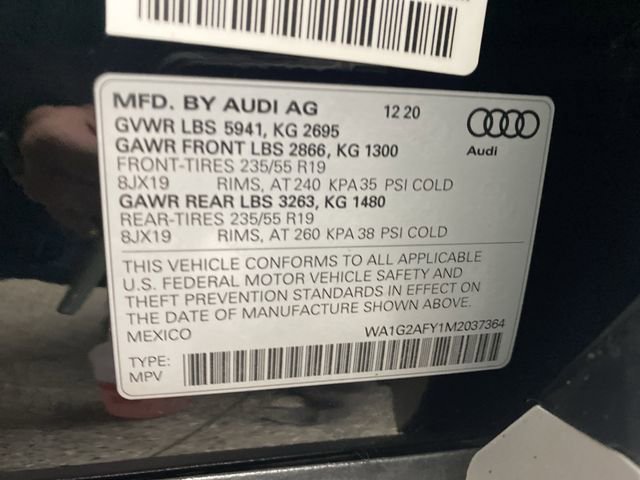 MFD. BY AUDI AG 12 20
GVWR LBS 5941, KG 2695
GAWR FRONT LBS 2866, KG 1300
FRONT-TIRES 235/55 R19
8JX19 RIMS, AT 240 KPA 35 PSI COLD
GAWR REAR LBS 3263, KG 1480
REAR-TIRES 235/55 R19
8JX19 RIMS, AT 260 KPA 38 PSI COLD
Audi
THIS VEHICLE CONFORMS TO ALL APPLICABLE
U.S. FEDERAL MOTOR VEHICLE SAFETY AND
THEFT PREVENTION STANDARDS IN EFFECT ON
THE DATE OF MANUFACTURE SHOWN ABOVE.
MEXICO WA1G2AFY1M2037364
TYPE:
MPV